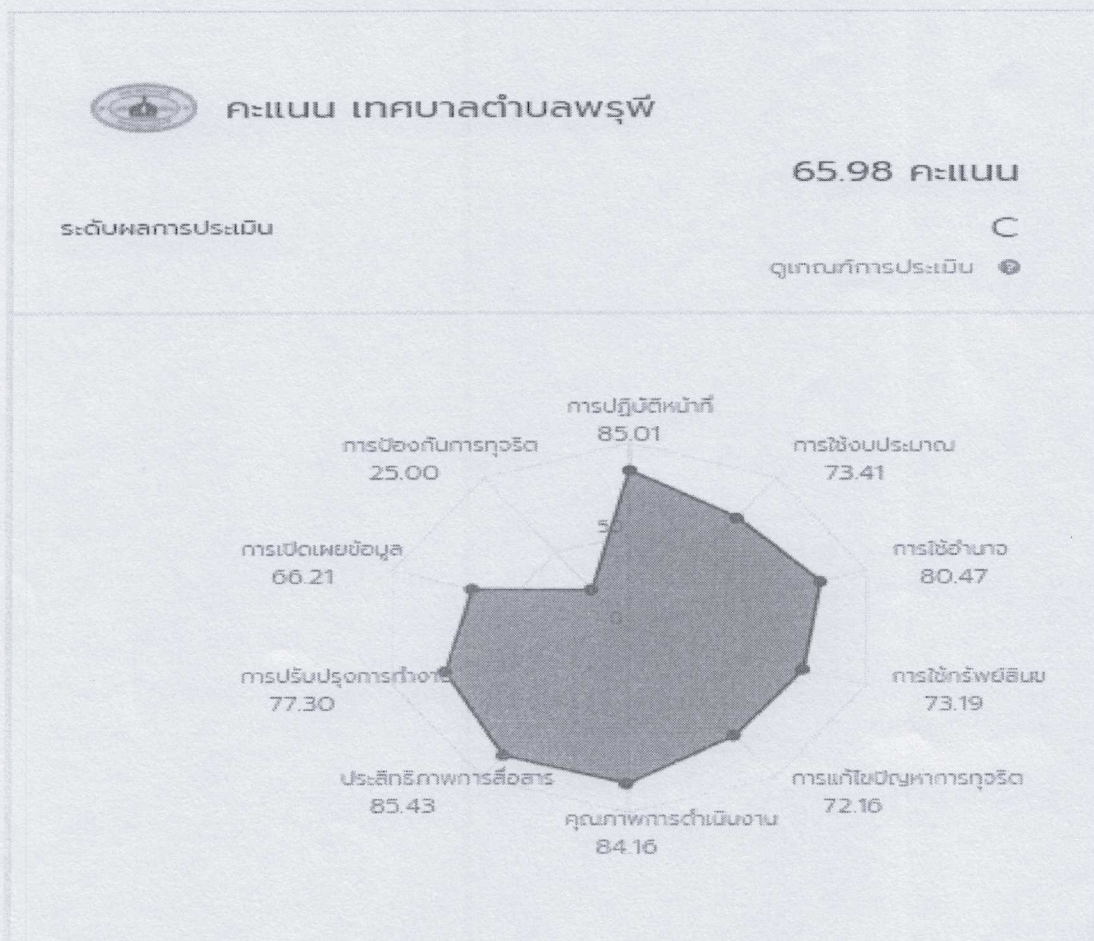 คะแนน เทศบาลตำบลพรุพี
65.98 คะแนน
ระดับผลการประเมิน
C
ดูเกณฑ์การประเมิน ?
การปฏิบัติหน้าที่
85.01
การป้องกันการทุจริต
25.00
การใช้งบประมาณ
73.41
50
การเปิดเผยข้อมูล
66.21
การใช้อำนาจ
80.47
0
การปรับปรุงการทำงาน
77.30
การใช้ทรัพย์สินข
73.19
ประสิทธิภาพการสื่อสาร
85.43
การแก้ไขปัญหาการทุจริต
72.16
คุณภาพการดำเนินงาน
84.16